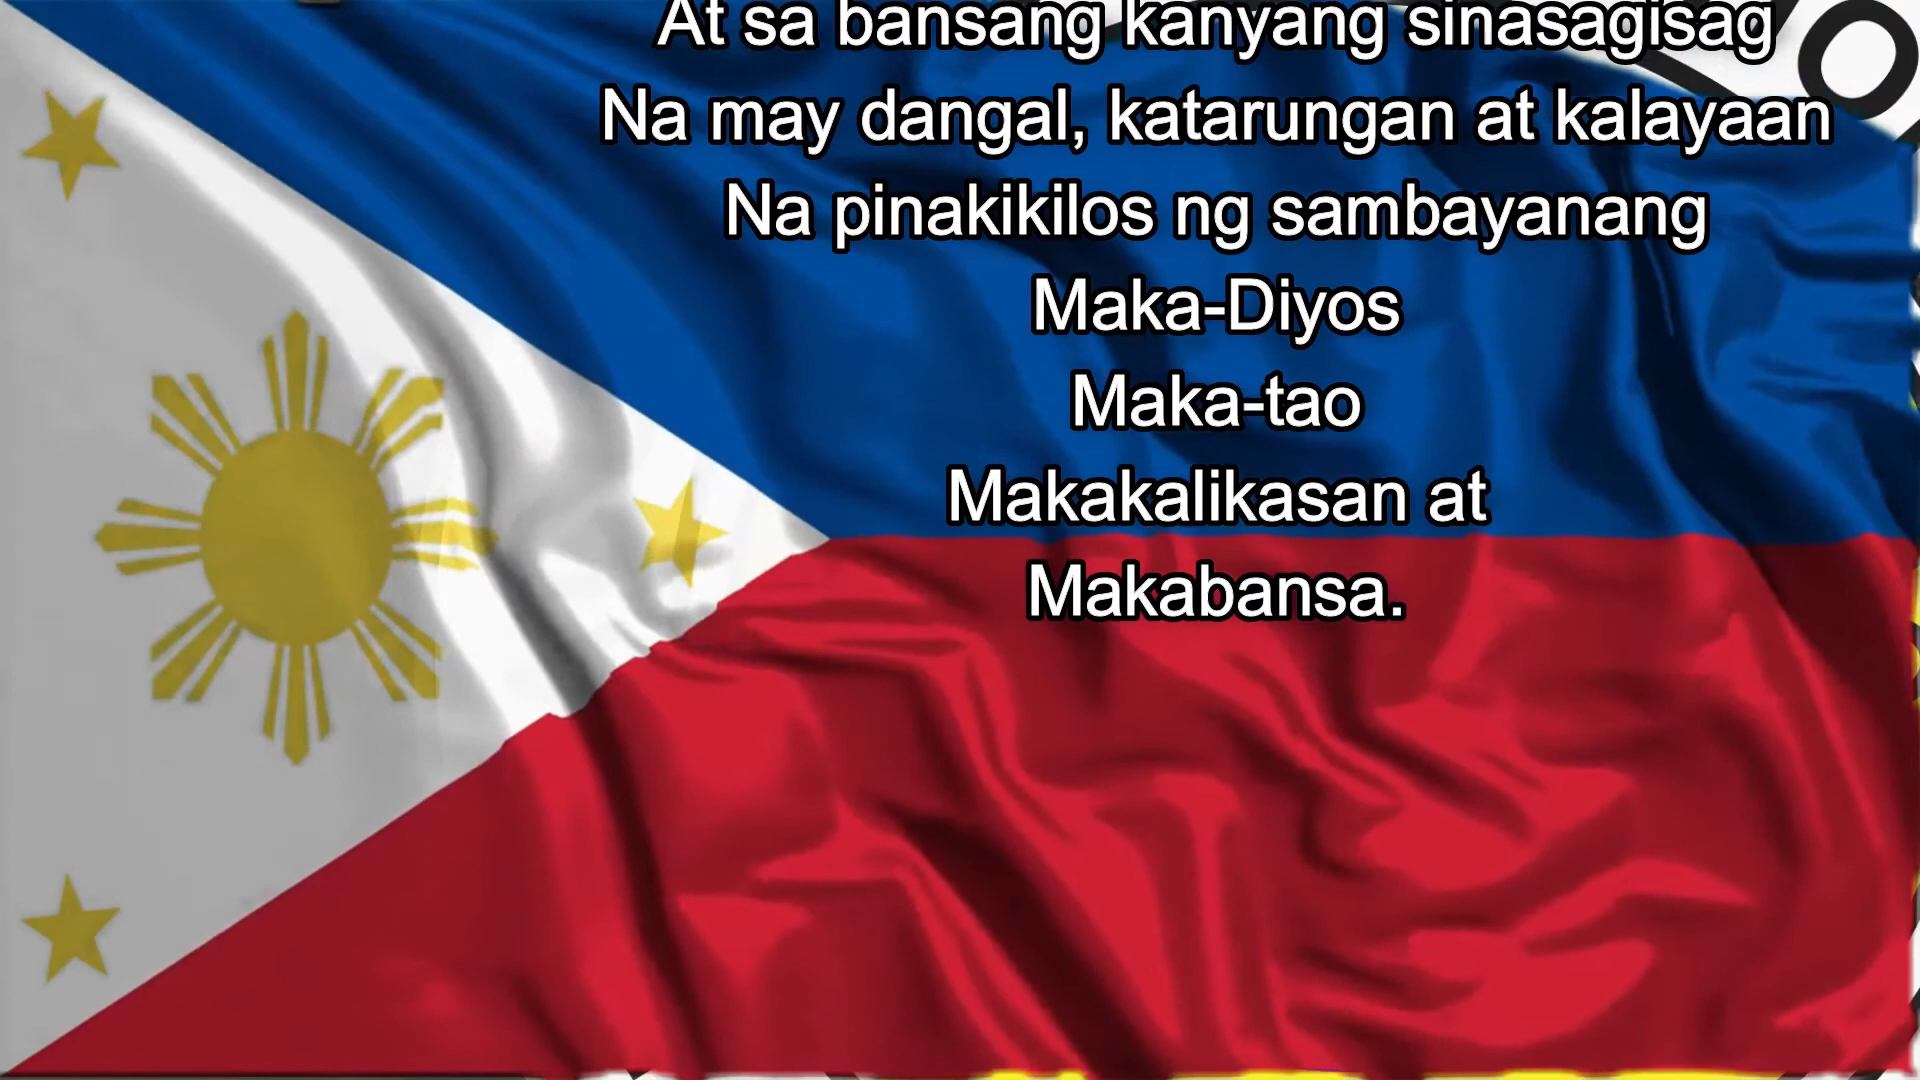 At sa bansang kanyang sinasagisag
Na may dangal, katarungan at kalayaan
Na pinakikilos ng sambayanang
Maka-Diyos
Maka-tao
Makakalikasan at
Makabansa.